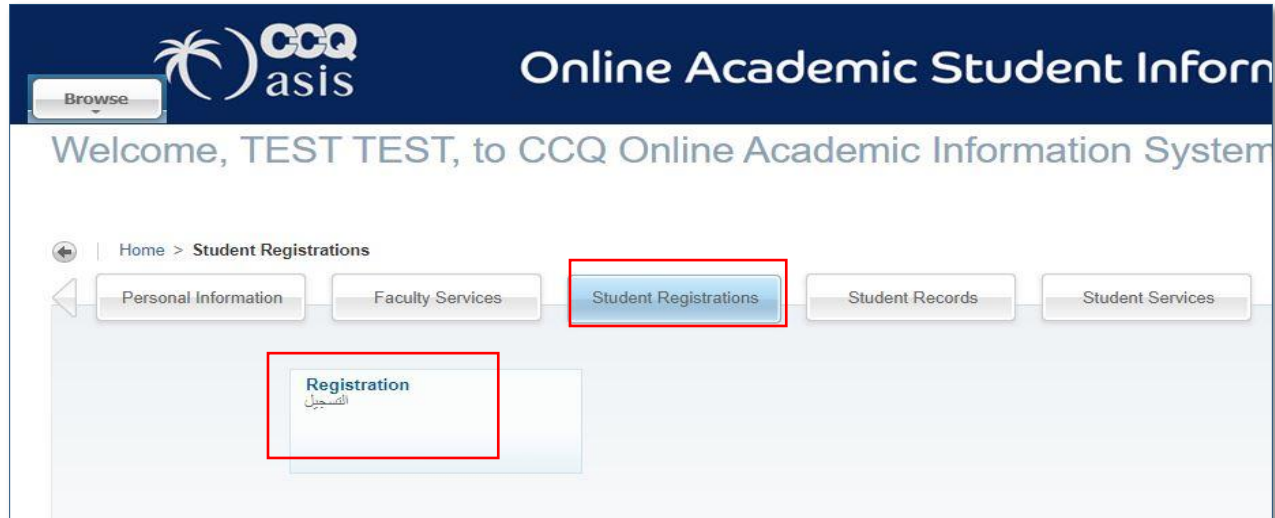 CCQ
asis
Online Academic Student Inform
Browse
Welcome, TEST TEST, to CCQ Online Academic Information System
Home > Student Registrations
Personal Information
Faculty Services
Student Registrations
Student Records
Student Services
Registration
التسجيل